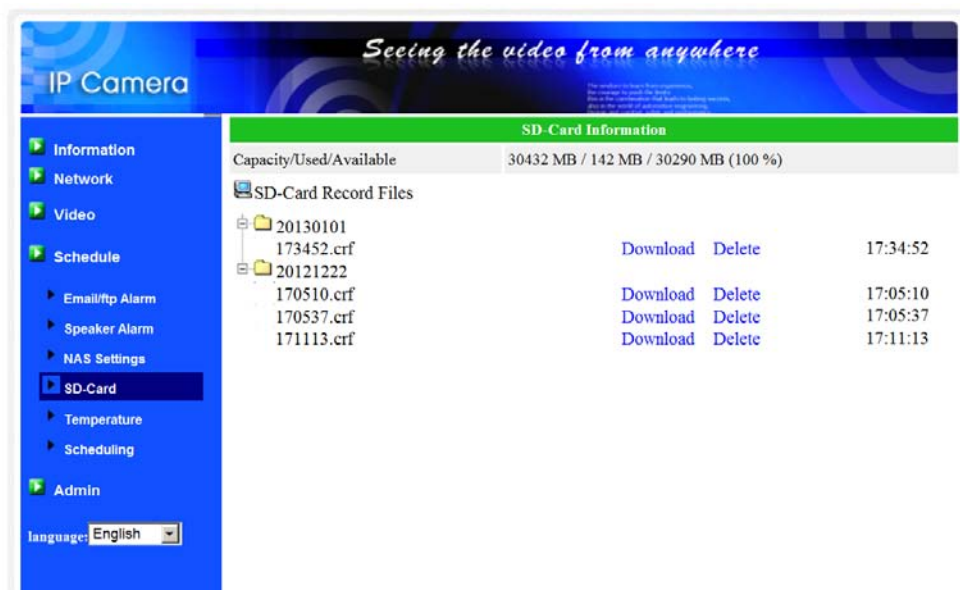 Seeing the video from anywhere
IP Camera
Information
Network
Video
Schedule
Email/ftp Alarm
Speaker Alarm
NAS Settings
SD-Card
Temperature
Scheduling
Admin
language: English
SD-Card Information
Capacity/Used/Available 30432 MB / 142 MB / 30290 MB (100 %)
SD-Card Record Files
20130101
173452.crf Download Delete 17:34:52
20121222
170510.crf Download Delete 17:05:10
170537.crf Download Delete 17:05:37
171113.crf Download Delete 17:11:13